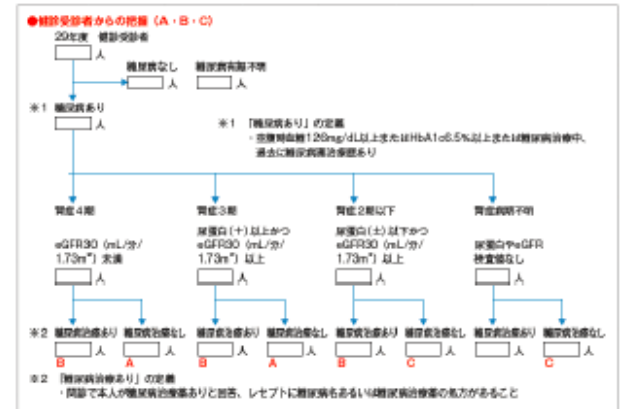 ●健診受診者からの把握（A・B・C）
29年度　健診受診者
人
糖尿病なし　糖尿病有無不明
人　人
※1　糖尿病あり
人
※1　「糖尿病あり」の定義
・空腹時血糖126mg/dL以上またはHbA1c6.5%以上または糖尿病治療中、
過去に糖尿病薬治療歴あり
腎症4期　腎症3期　腎症2期以下　腎症病期不明
尿蛋白（+）以上かつ　尿蛋白（±）以下かつ
eGFR30（mL/分/　eGFR30（mL/分/　eGFR30（mL/分/　尿蛋白やeGFR
1.73m²）未満　1.73m²）以上　1.73m²）以上　検査値なし
人　人　人　人
※2　糖尿病治療あり　糖尿病治療なし　糖尿病治療あり　糖尿病治療なし　糖尿病治療あり　糖尿病治療なし　糖尿病治療あり　糖尿病治療なし
人　人　人　人　人　人　人　人
B　A　B　A　B　C　C
※2　「糖尿病治療あり」の定義
・問診で本人が糖尿病治療薬ありと回答、レセプトに糖尿病名あるいは糖尿病治療薬の処方があること